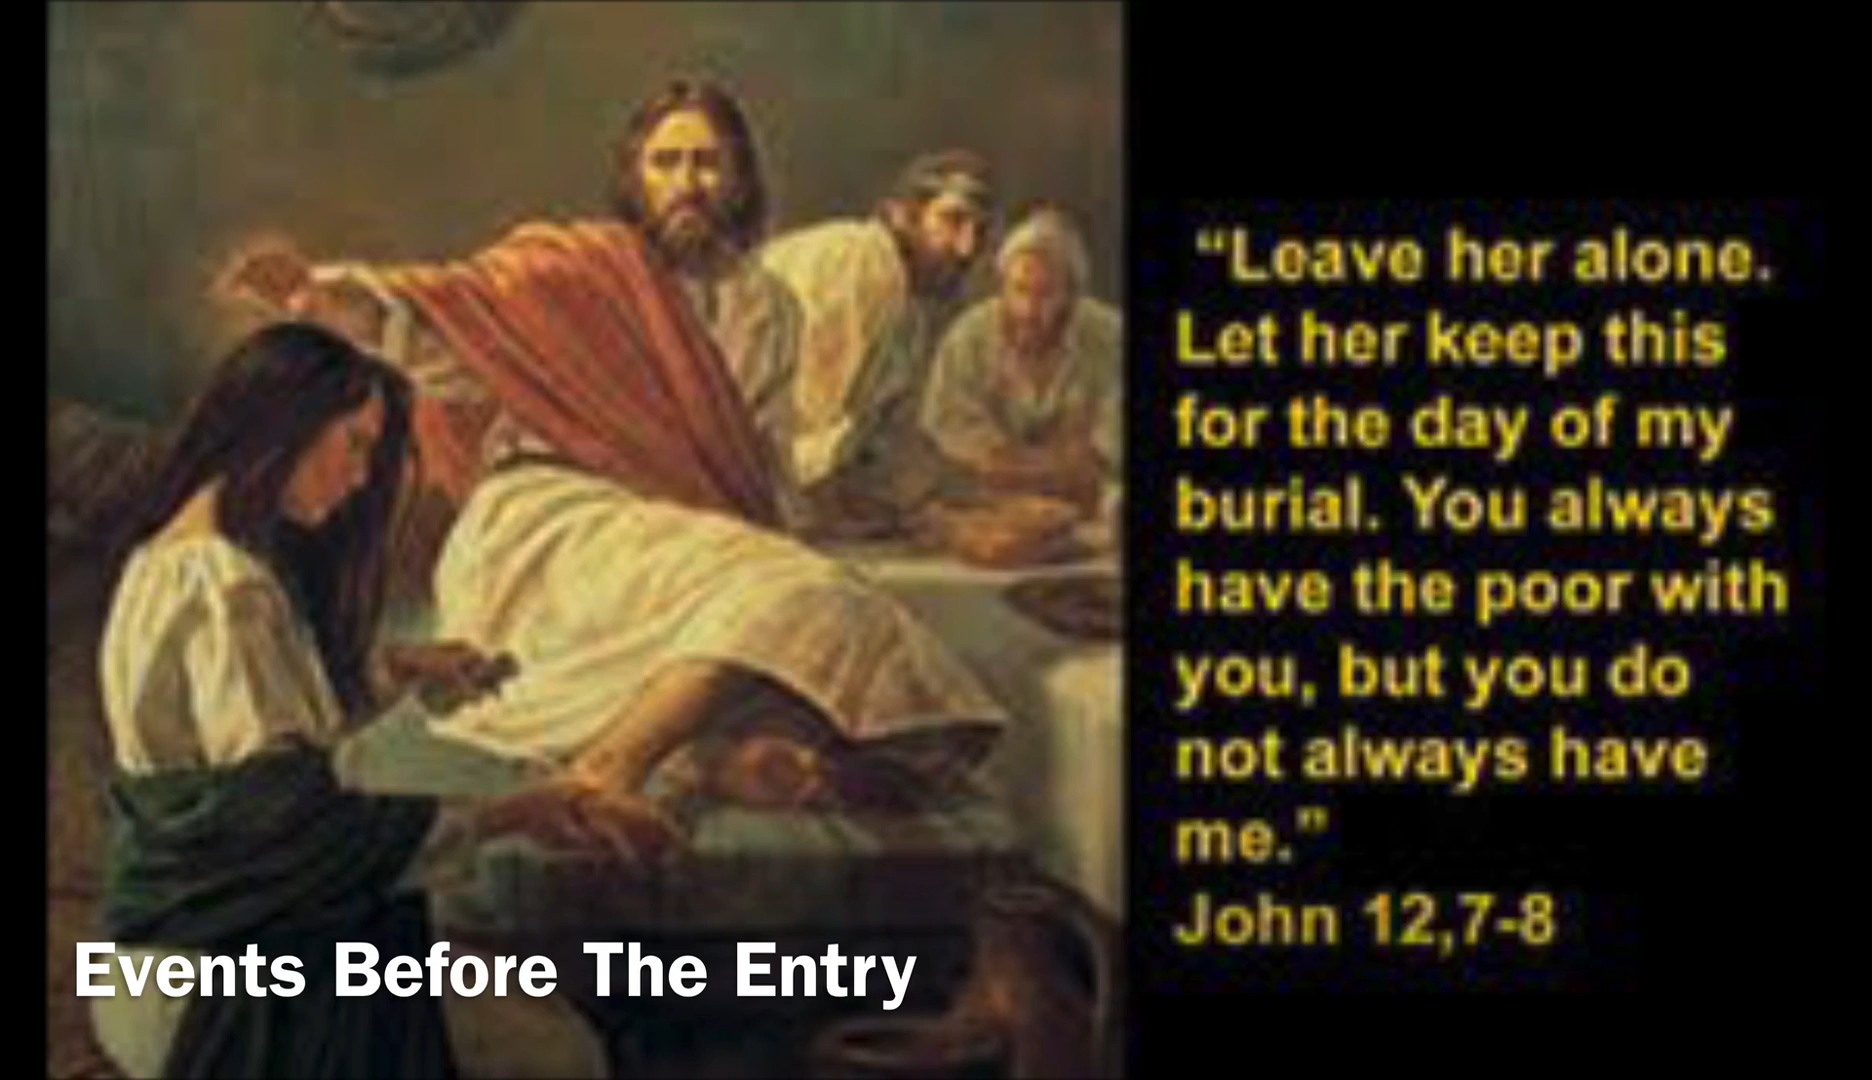 “Leave her alone.
Let her keep this
for the day of my
burial. You always
have the poor with
you, but you do
not always have
me.”
John 12,7-8
Events Before The Entry